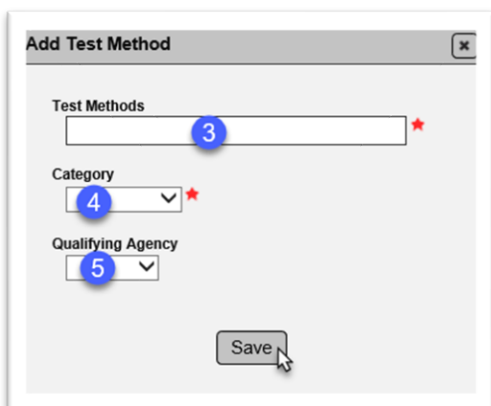 Add Test Method
Test Methods
3
Category
4
Qualifying Agency
5
Save